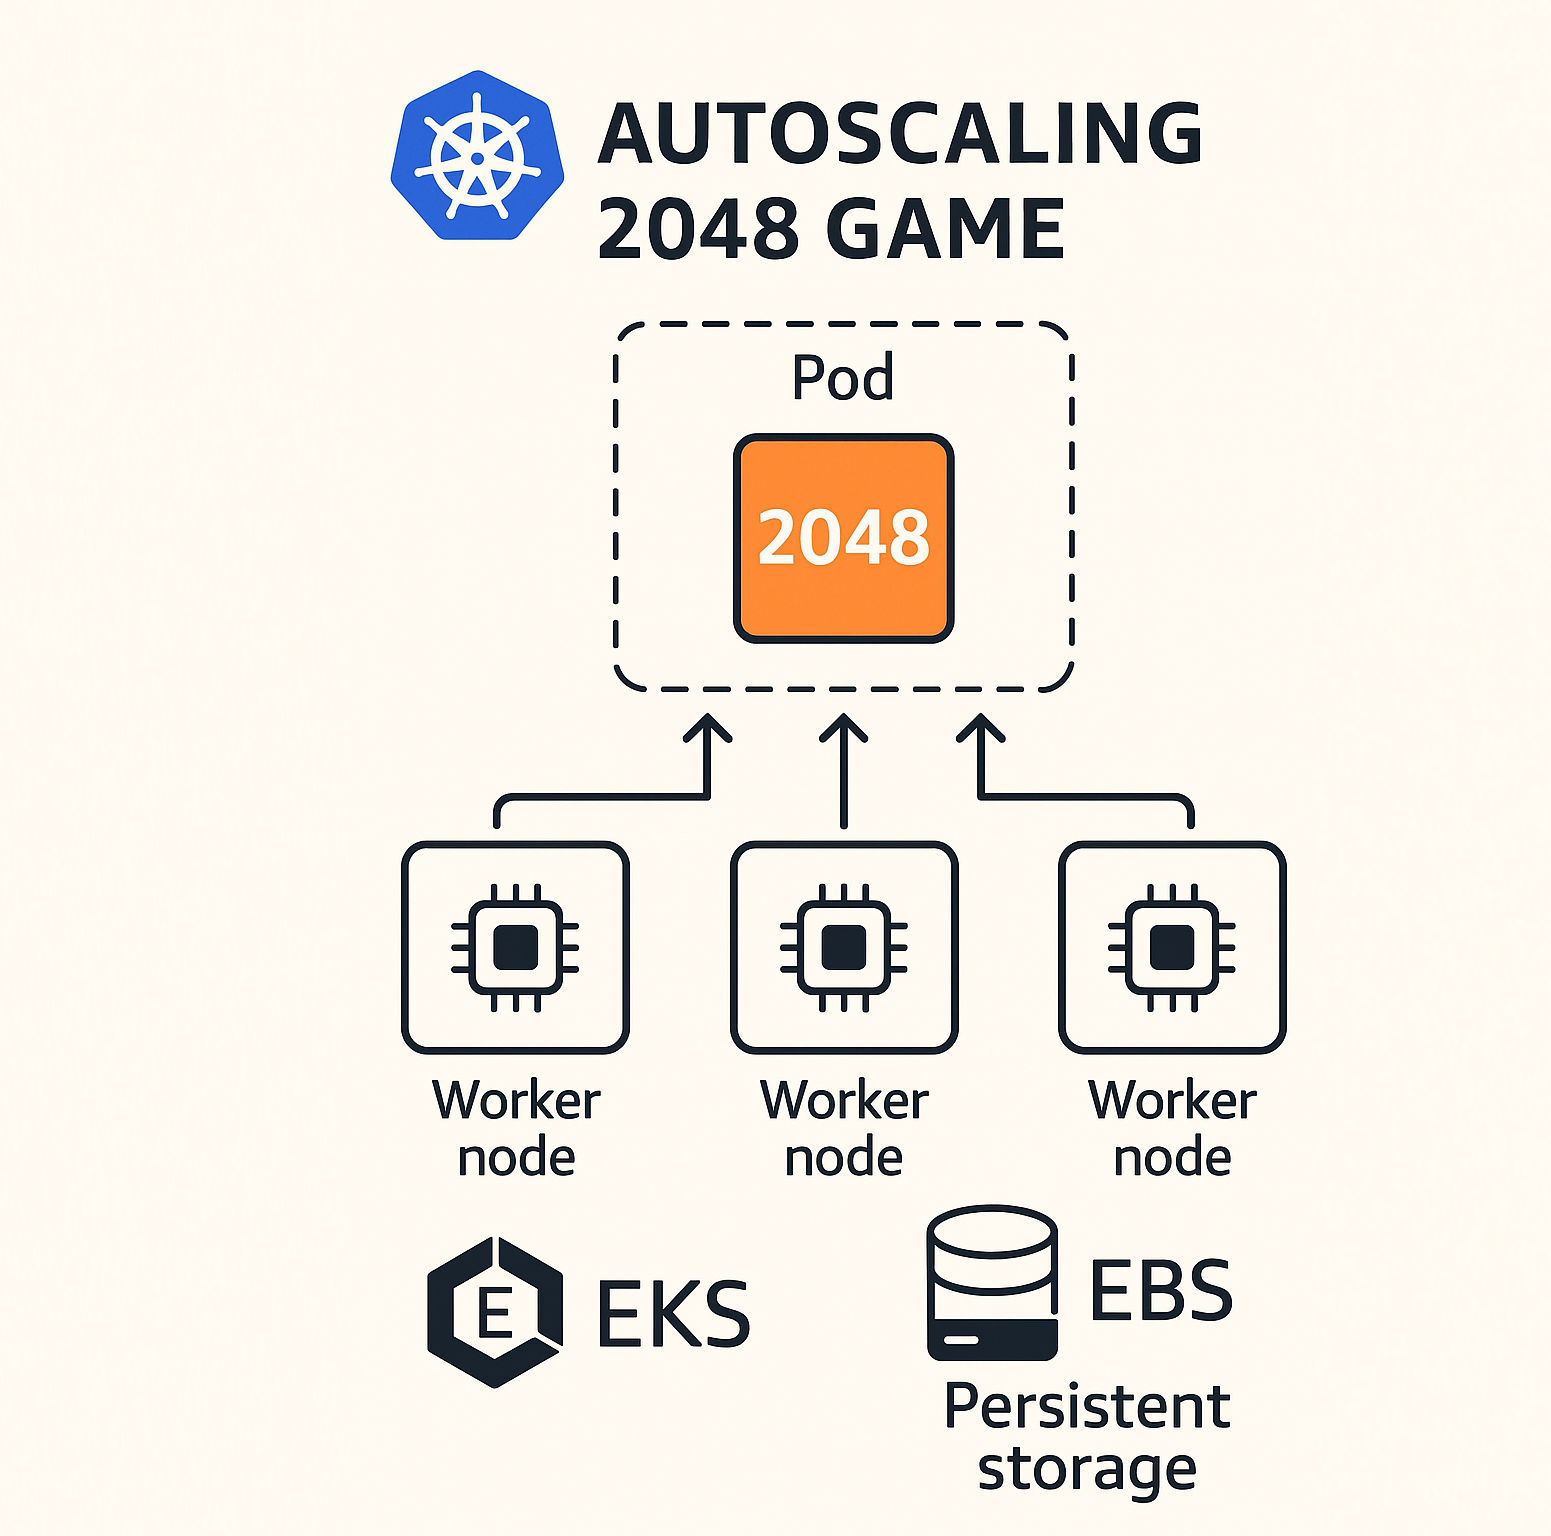 AUTOSCALING
2048 GAME
Pod
2048
Worker
node
Worker
node
Worker
node
E
EKS
EBS
Persistent
storage